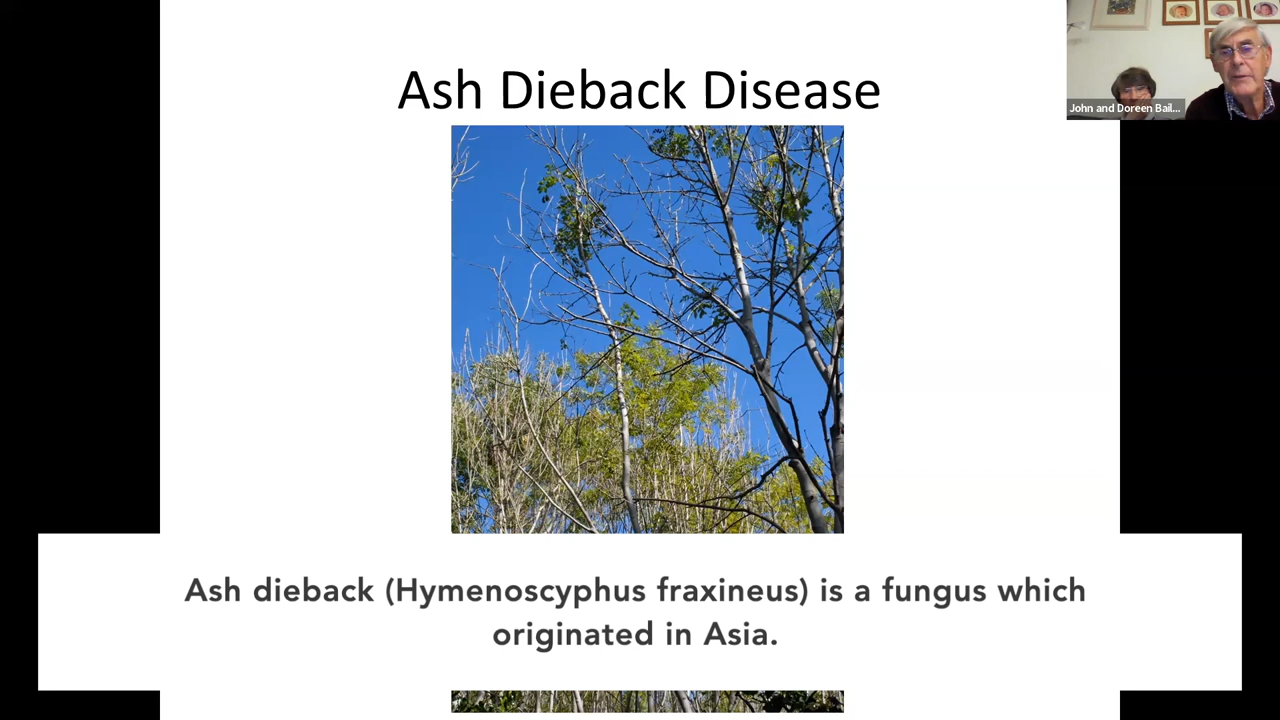 Ash Dieback Disease
John and Doreen Bail...
Ash dieback (Hymenoscyphus fraxineus) is a fungus which
originated in Asia.